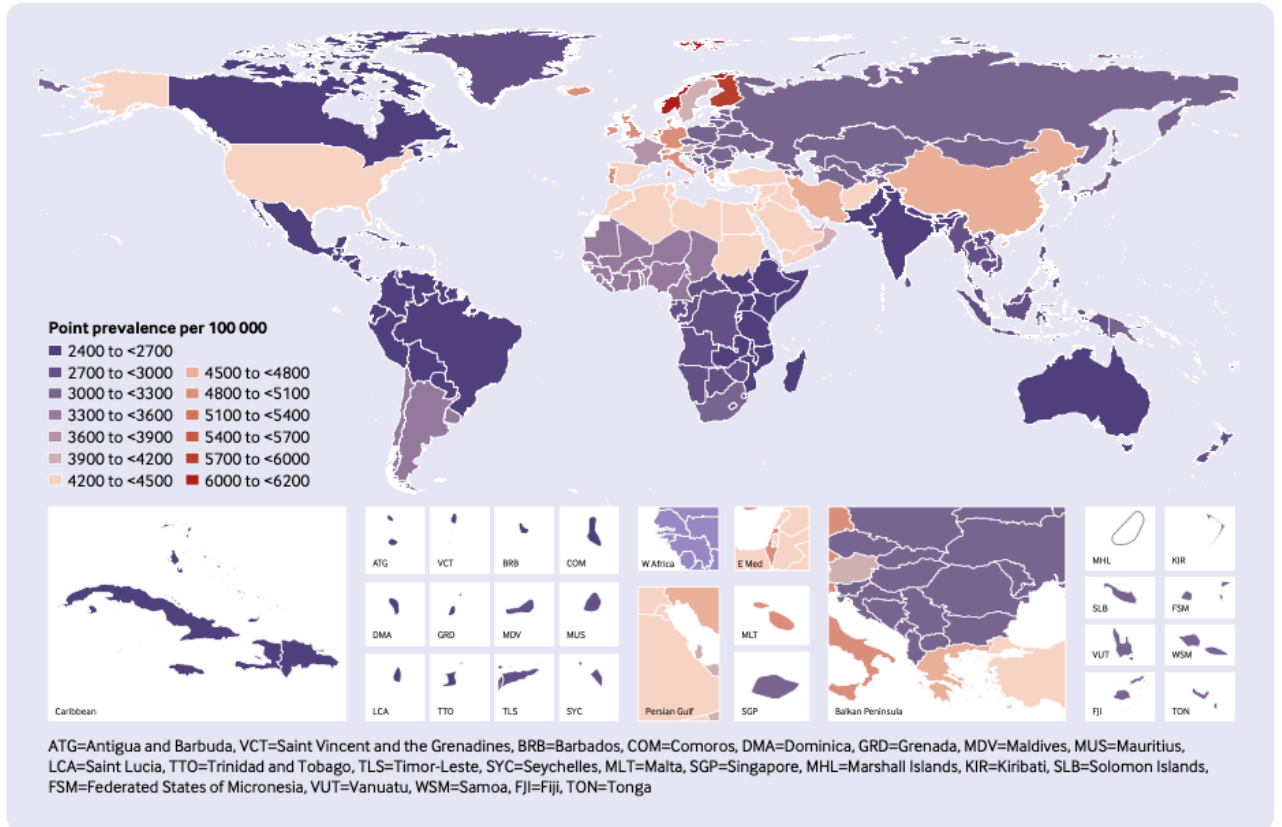 Point prevalence per 100 000
2400 to <2700
2700 to <3000
3000 to <3300
3300 to <3600
3600 to <3900
3900 to <4200
4200 to <4500
4500 to <4800
4800 to <5100
5100 to <5400
5400 to <5700
5700 to <6000
6000 to <6200
Caribbean
ATG
VCT
BRB
COM
DMA
GRD
MDV
MUS
LCA
TTO
TLS
SYC
W Africa
E Med
Persian Gulf
MLT
SGP
Balkan Peninsula
MHL
KIR
SLB
FSM
VUT
WSM
FJI
TON
ATG=Antigua and Barbuda, VCT=Saint Vincent and the Grenadines, BRB=Barbados, COM=Comoros, DMA=Dominica, GRD=Grenada, MDV=Maldives, MUS=Mauritius,
LCA=Saint Lucia, TTO=Trinidad and Tobago, TLS=Timor-Leste, SYC=Seychelles, MLT=Malta, SGP=Singapore, MHL=Marshall Islands, KIR=Kiribati, SLB=Solomon Islands,
FSM=Federated States of Micronesia, VUT=Vanuatu, WSM=Samoa, FJI=Fiji, TON=Tonga